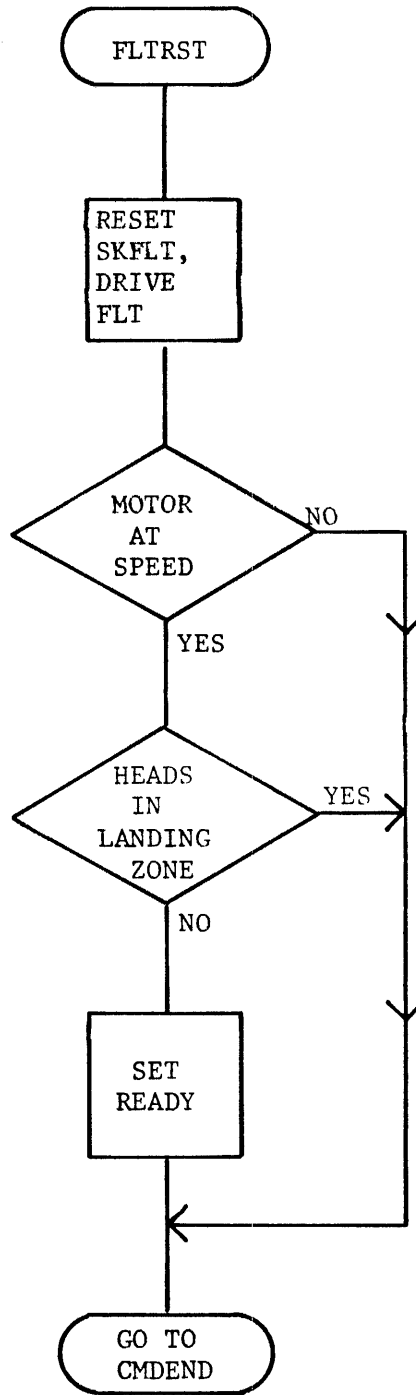 FLTRST
RESET
SKFLT,
DRIVE
FLT
MOTOR
AT
SPEED
NO
YES
HEADS
IN
LANDING
ZONE
YES
NO
SET
READY
GO TO
CMDEND